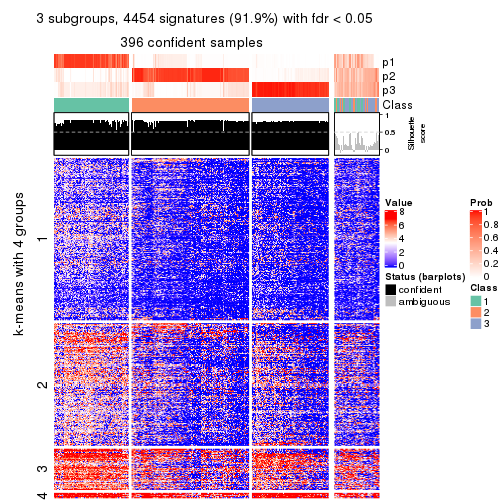 3 subgroups, 4454 signatures (91.9%) with fdr < 0.05
396 confident samples
p1
p2
p3
Class
1
0.5
0
Silhouette
score
k-means with 4 groups
1
2
3
4
Value
8
6
4
2
0
Status (barplots)
confident
ambiguous
Prob
1
0.8
0.6
0.4
0.2
0
Class
1
2
3